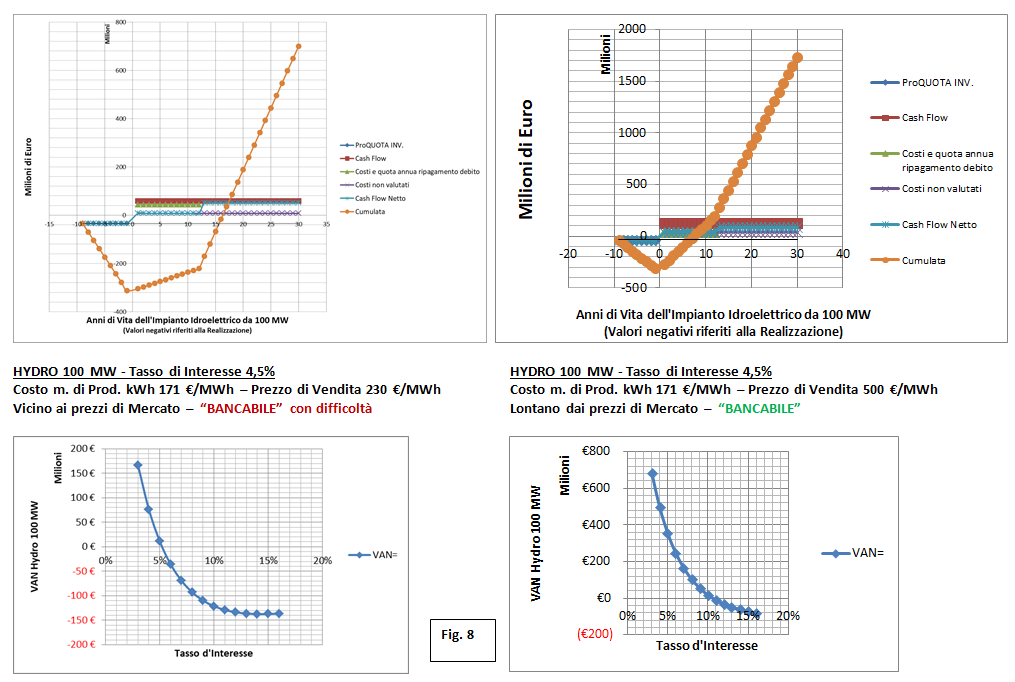 800
Milioni
600
400
200
0
-200
-400
-15
-10
-5
0
5
10
15
20
25
30
35
Milioni di Euro
ProQUOTA INV.
Cash Flow
Costi e quota annua ripagamento debito
Costi non valutati
Cash Flow Netto
Cumulata
Anni di Vita dell'Impianto Idroelettrico da 100 MW
(Valori negativi riferiti alla Realizzazione)
2000
Milioni
1500
1000
500
0
-500
-20
-10
0
10
20
30
40
Milioni di Euro
ProQUOTA INV.
Cash Flow
Costi e quota annua
ripagamento debito
Costi non valutati
Cash Flow Netto
Cumulata
Anni di Vita dell'Impianto Idroelettrico da 100 MW
(Valori negativi riferiti alla Realizzazione)
HYDRO 100 MW - Tasso di Interesse 4,5%
Costo m. di Prod. kWh 171 €/MWh – Prezzo di Vendita 230 €/MWh
Vicino ai prezzi di Mercato – “BANCABILE” con difficoltà
HYDRO 100 MW - Tasso di Interesse 4,5%
Costo m. di Prod. kWh 171 €/MWh – Prezzo di Vendita 500 €/MWh
Lontano dai prezzi di Mercato – “BANCABILE”
200 €
150 €
100 €
50 €
0 €
-50 €
-100 €
-150 €
-200 €
Milioni
VAN Hydro 100 MW
0%
5%
10%
15%
20%
VAN=
Tasso d'Interesse
Fig. 8
€800
€600
€400
€200
€0
(€200)
Milioni
VAN Hydro 100 MW
0%
5%
10%
15%
20%
VAN=
Tasso d'Interesse